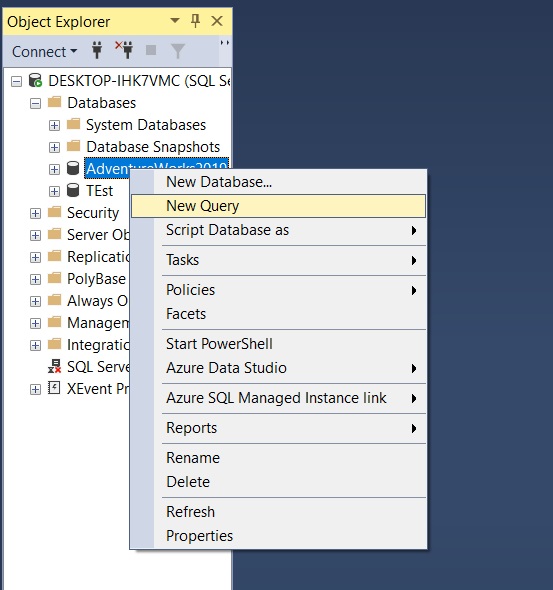 Object Explorer
Connect
DESKTOP-IHK7VMC (SQL Se
Databases
System Databases
Database Snapshots
AdventureWorks2019
TEst
Security
Server Ob
Replicatio
PolyBase
Always O
Managem
Integratio
SQL Serve
XEvent Pr
New Database...
New Query
Script Database as
Tasks
Policies
Facets
Start PowerShell
Azure Data Studio
Azure SQL Managed Instance link
Reports
Rename
Delete
Refresh
Properties